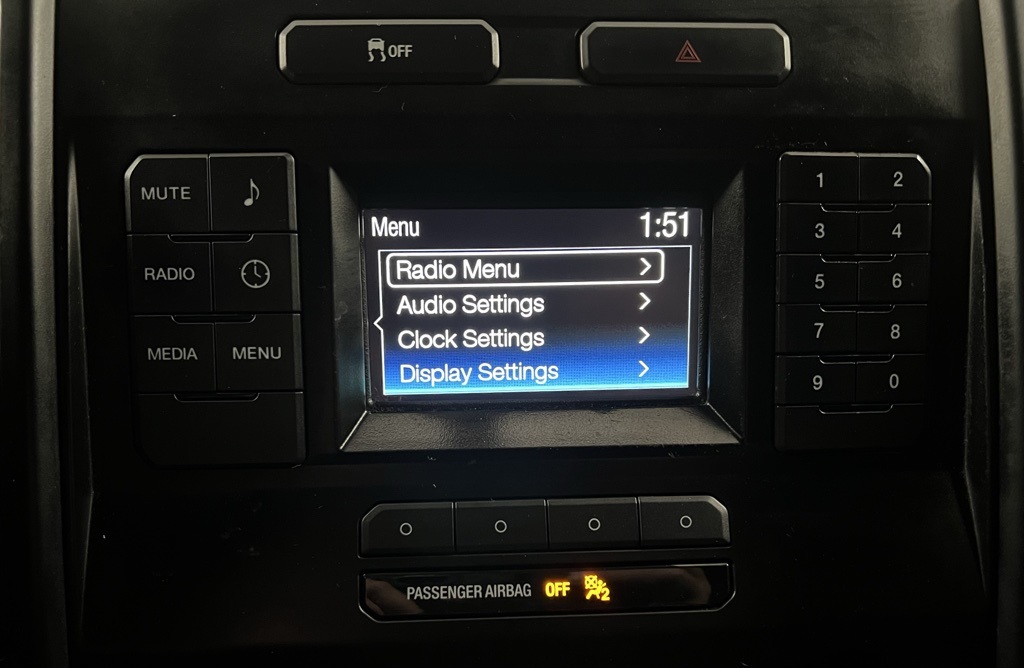 OFF
MUTE
RADIO
MEDIA MENU
Menu 1:51
Radio Menu
Audio Settings
Clock Settings
Display Settings
1 2
3 4
5 6
7 8
9 0
PASSENGER AIRBAG OFF 2